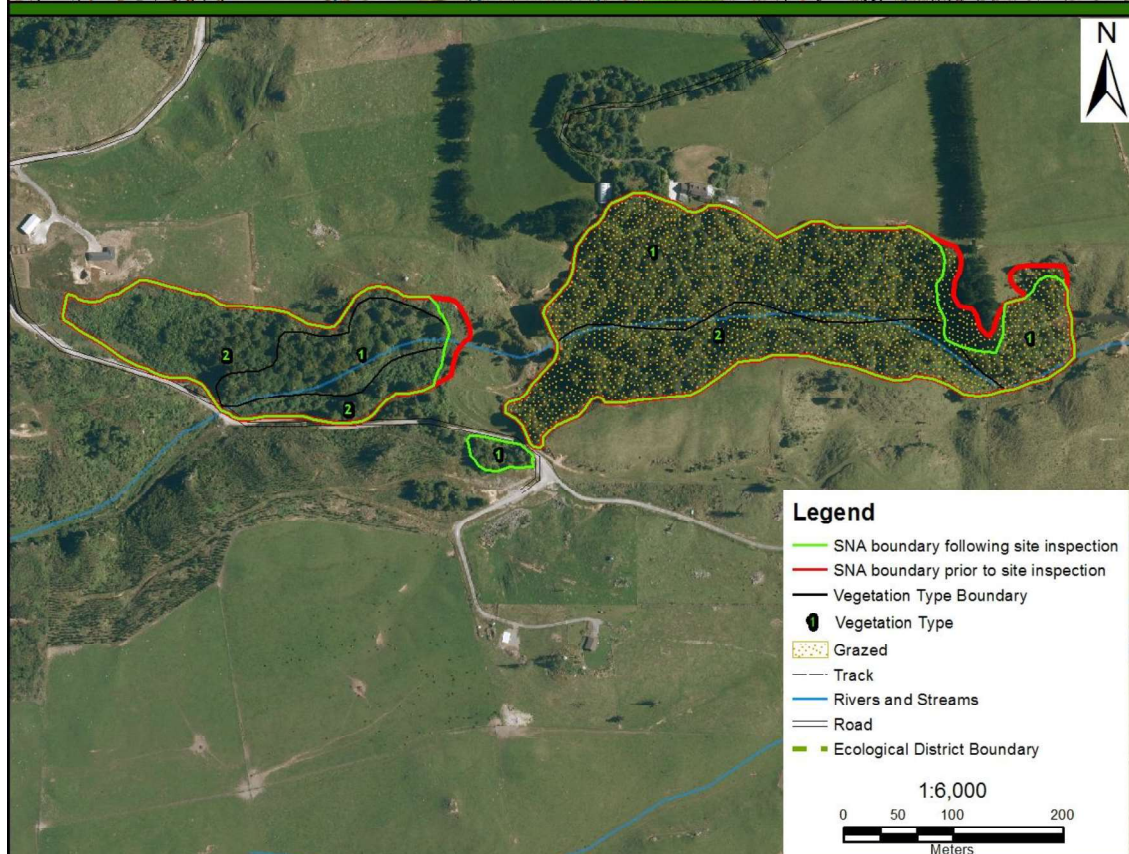 N
1
2
1
2
1
2
1
Legend
SNA boundary following site inspection
SNA boundary prior to site inspection
Vegetation Type Boundary
1 Vegetation Type
Grazed
Track
Rivers and Streams
Road
Ecological District Boundary
1:6,000
0 50 100 200
Meters